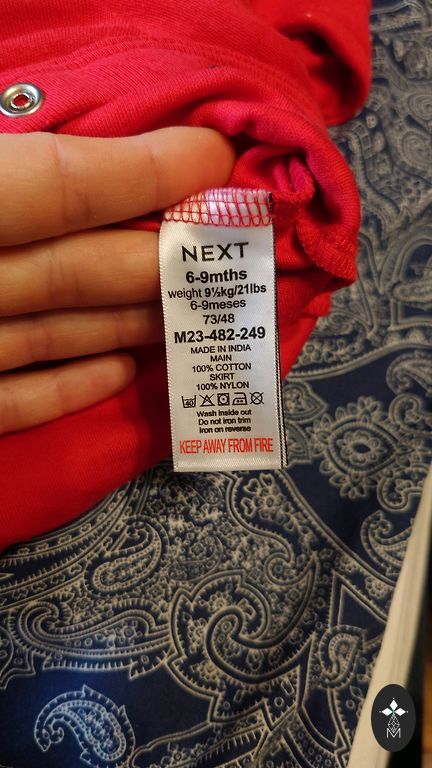 NEXT
6-9mths
weight 9½kg/21lbs
6-9meses
73/48
M23-482-249
MADE IN INDIA
MAIN
100% COTTON
SKIRT
100% NYLON
40
Wash inside out
Do not iron trim
Iron on reverse
KEEP AWAY FROM FIRE
M